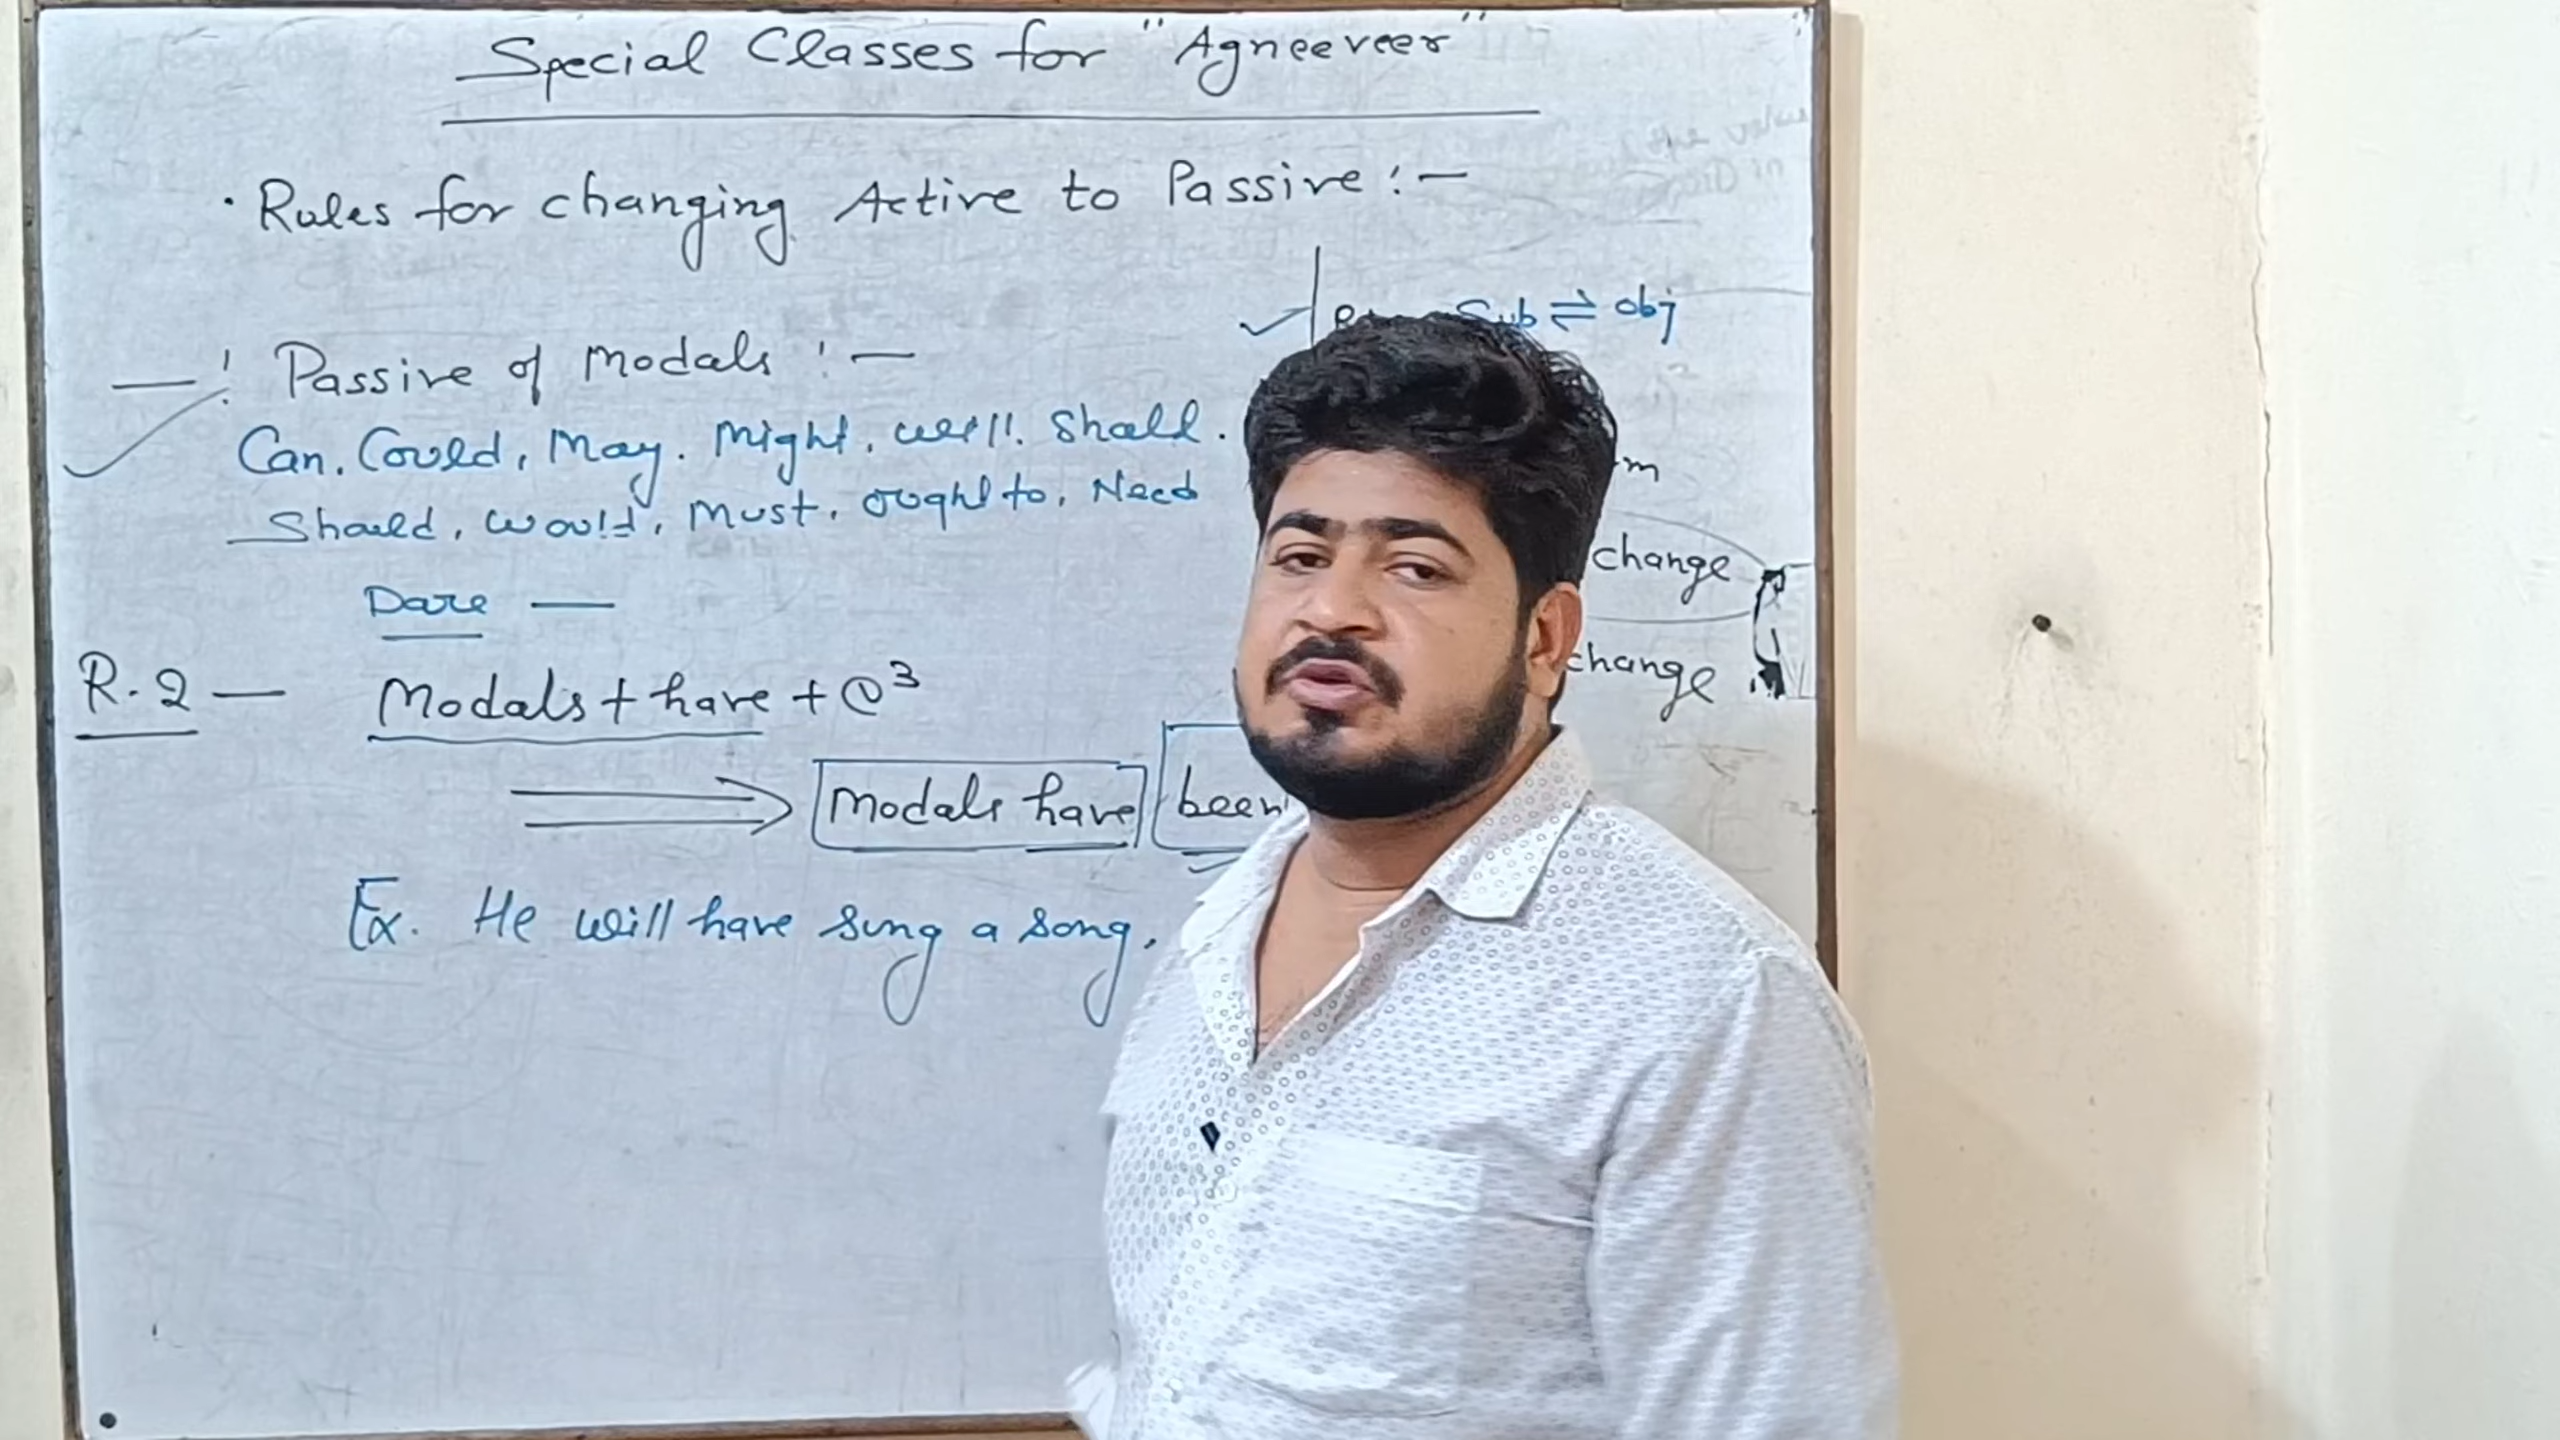 Special Classes for "Agneeveer"
• Rules for changing Active to Passive :-
—: Passive of Modals :-
Can. Could, May. Might, will. Shall.
Should, would, Must, ought to, Need
Dare —
R.2 — Modals + have + V³
⇒ Modals have been
Ex. He will have sung a song.
Sub ⇌ obj
change
change